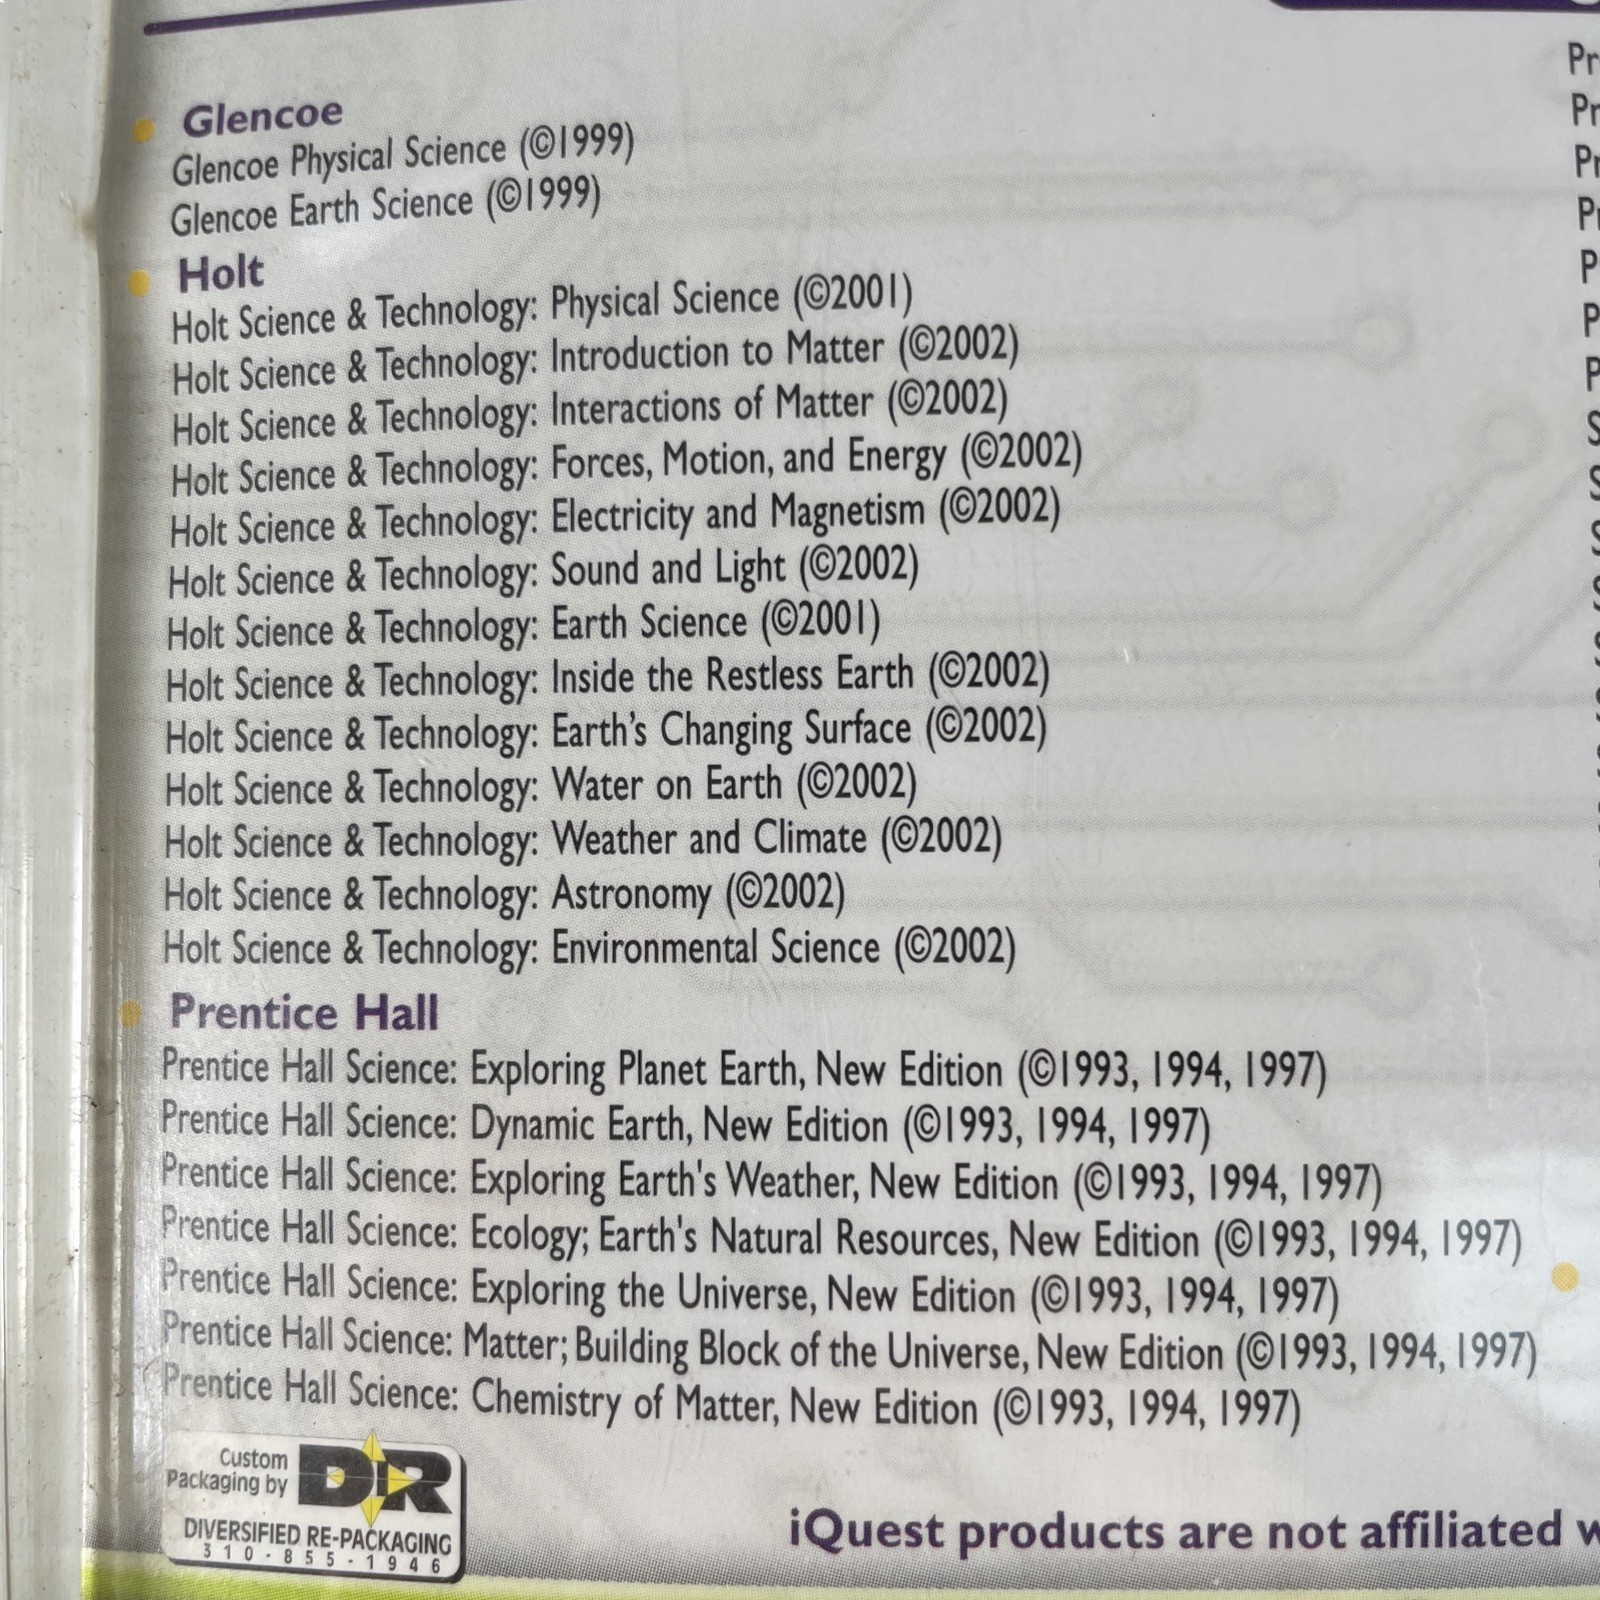 Glencoe
Glencoe Physical Science (©1999)
Glencoe Earth Science (©1999)
Holt
Holt Science & Technology: Physical Science (©2001)
Holt Science & Technology: Introduction to Matter (©2002)
Holt Science & Technology: Interactions of Matter (©2002)
Holt Science & Technology: Forces, Motion, and Energy (©2002)
Holt Science & Technology: Electricity and Magnetism (©2002)
Holt Science & Technology: Sound and Light (©2002)
Holt Science & Technology: Earth Science (©2001)
Holt Science & Technology: Inside the Restless Earth (©2002)
Holt Science & Technology: Earth’s Changing Surface (©2002)
Holt Science & Technology: Water on Earth (©2002)
Holt Science & Technology: Weather and Climate (©2002)
Holt Science & Technology: Astronomy (©2002)
Holt Science & Technology: Environmental Science (©2002)
Prentice Hall
Prentice Hall Science: Exploring Planet Earth, New Edition (©1993, 1994, 1997)
Prentice Hall Science: Dynamic Earth, New Edition (©1993, 1994, 1997)
Prentice Hall Science: Exploring Earth's Weather, New Edition (©1993, 1994, 1997)
Prentice Hall Science: Ecology; Earth's Natural Resources, New Edition (©1993, 1994, 1997)
Prentice Hall Science: Exploring the Universe, New Edition (©1993, 1994, 1997)
Prentice Hall Science: Matter; Building Block of the Universe, New Edition (©1993, 1994, 1997)
Prentice Hall Science: Chemistry of Matter, New Edition (©1993, 1994, 1997)
Custom
Packaging by
DIR
DIVERSIFIED RE-PACKAGING
310-855-1946
iQuest products are not affiliated